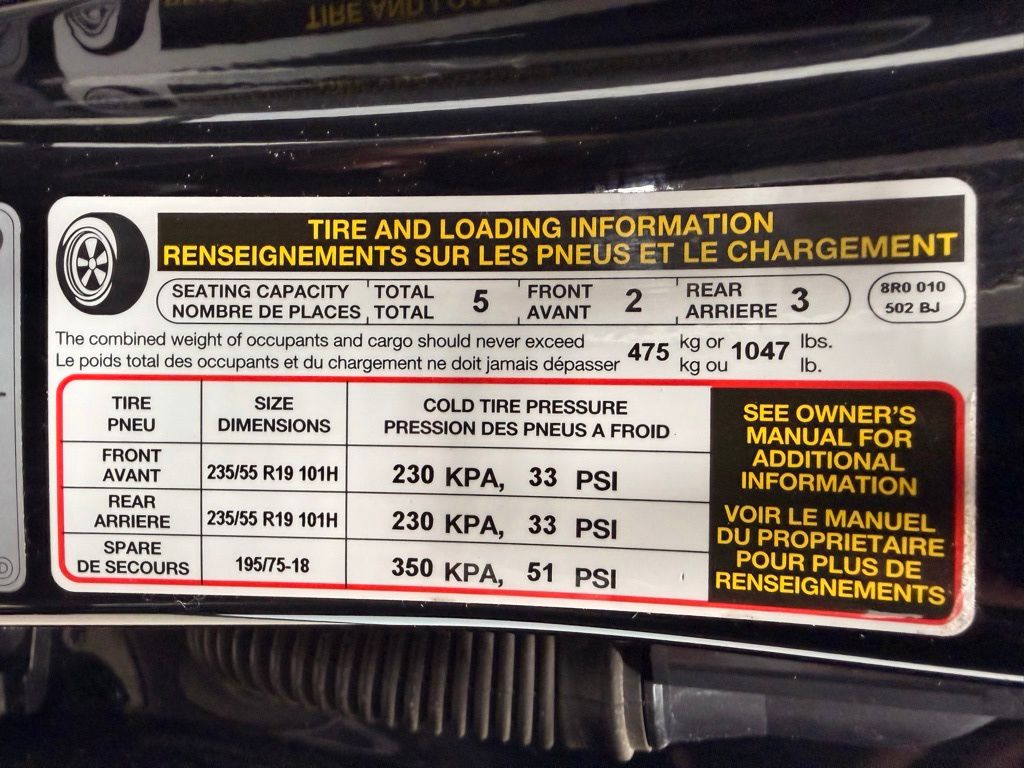 TIRE AND LOA
TIRE AND LOADING INFORMATION
RENSEIGNEMENTS SUR LES PNEUS ET LE CHARGEMENT
SEATING CAPACITY TOTAL 5 FRONT 2 REAR 3
NOMBRE DE PLACES TOTAL AVANT ARRIERE
8R0 010
502 BJ
The combined weight of occupants and cargo should never exceed 475 kg or 1047 lbs.
Le poids total des occupants et du chargement ne doit jamais dépasser kg ou lb.
TIRE SIZE COLD TIRE PRESSURE
PNEU DIMENSIONS PRESSION DES PNEUS A FROID
FRONT
AVANT 235/55 R19 101H 230 KPA, 33 PSI
REAR
ARRIERE 235/55 R19 101H 230 KPA, 33 PSI
SPARE
DE SECOURS 195/75-18 350 KPA, 51 PSI
SEE OWNER'S
MANUAL FOR
ADDITIONAL
INFORMATION
VOIR LE MANUEL
DU PROPRIETAIRE
POUR PLUS DE
RENSEIGNEMENTS